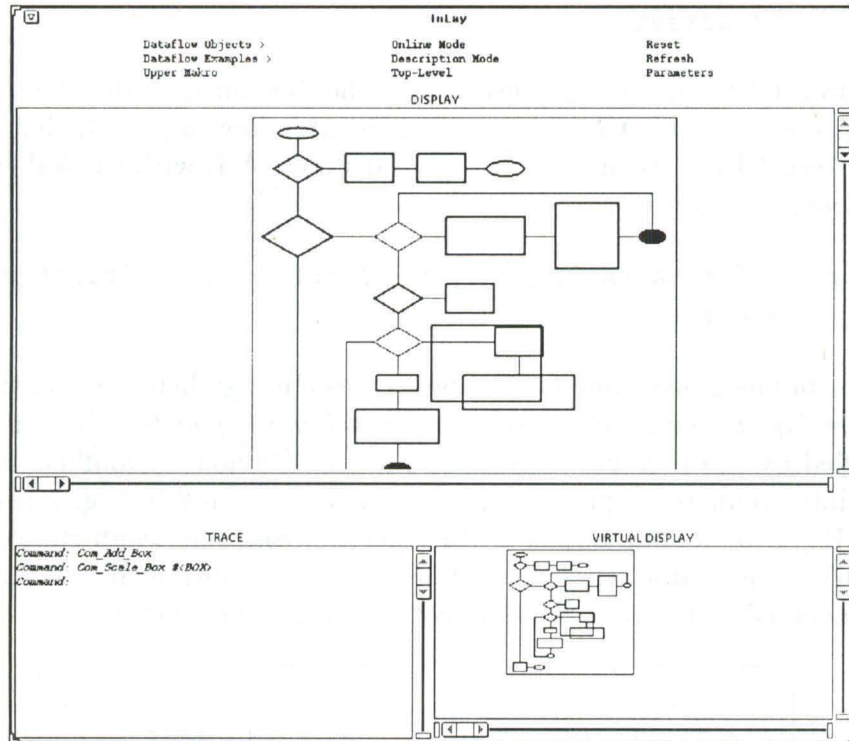 InLay
Dataflow Objects > Online Mode Reset
Dataflow Examples > Description Mode Refresh
Upper Makro Top-Level Parameters
DISPLAY
TRACE
Command: Com_Add_Box
Command: Com_Scale_Box #<BOX>
Command:
VIRTUAL DISPLAY